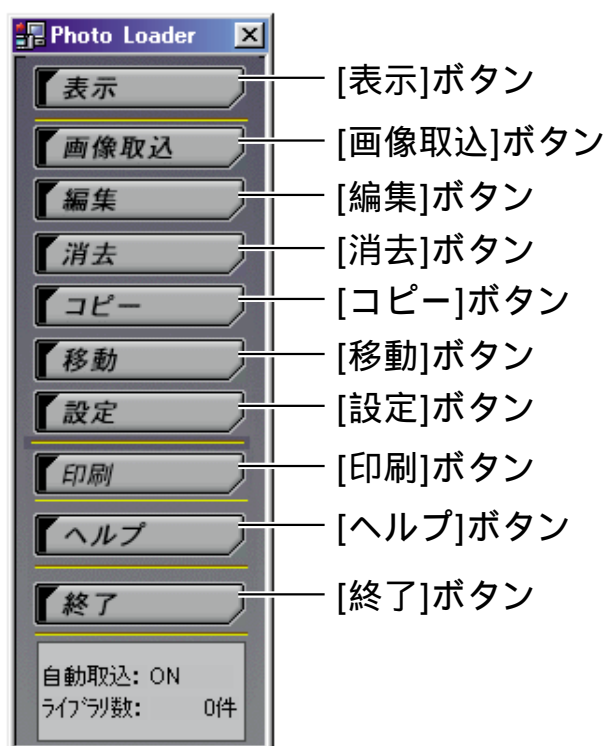 Photo Loader
表示 [表示]ボタン
画像取込 [画像取込]ボタン
編集 [編集]ボタン
消去 [消去]ボタン
コピー [コピー]ボタン
移動 [移動]ボタン
設定 [設定]ボタン
印刷 [印刷]ボタン
ヘルプ [ヘルプ]ボタン
終了 [終了]ボタン
自動取込: ON
ﾗｲﾌﾞﾗﾘ数: 0件